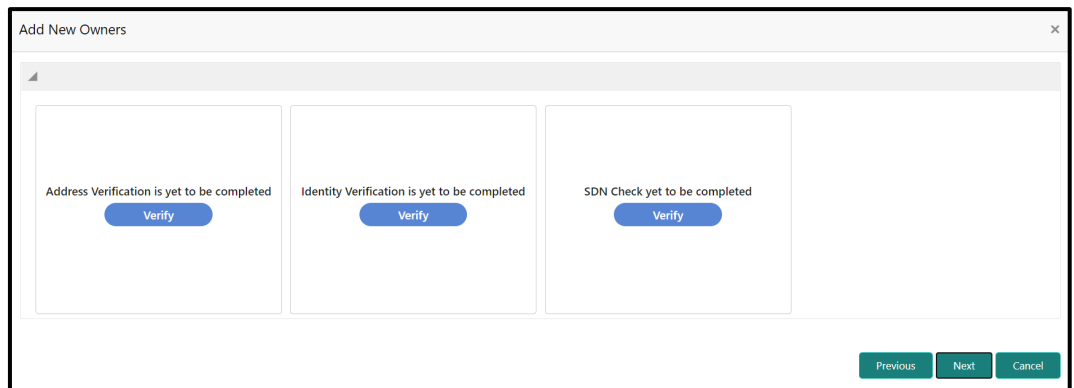 Add New Owners
×
Address Verification is yet to be completed
Verify
Identity Verification is yet to be completed
Verify
SDN Check yet to be completed
Verify
Previous
Next
Cancel